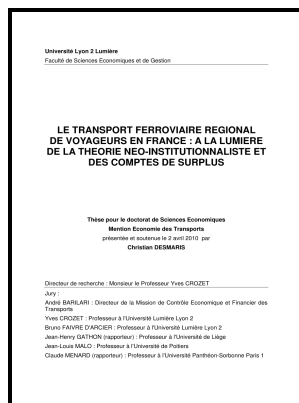 Université Lyon 2 Lumière
Faculté de Sciences Economiques et de Gestion
LE TRANSPORT FERROVIAIRE REGIONAL
DE VOYAGEURS EN FRANCE : A LA LUMIERE
DE LA THEORIE NEO-INSTITUTIONNALISTE ET
DES COMPTES DE SURPLUS
Thèse pour le doctorat de Sciences Economiques
Mention Economie des Transports
présentée et soutenue le 2 avril 2010 par
Christian DESMARIS
Directeur de recherche : Monsieur le Professeur Yves CROZET
Jury :
André BARILARI : Directeur de la Mission de Contrôle Economique et Financier des
Transports
Yves CROZET : Professeur à l'Université Lumière Lyon 2
Bruno FAIVRE D'ARCIER : Professeur à l'Université Lumière Lyon 2
Jean-Henry GATHON (rapporteur) : Professeur à l'Université de Liège
Jean-Louis MALO : Professeur à l'Université de Poitiers
Claude MENARD (rapporteur) : Professeur à l'Université Panthéon-Sorbonne Paris 1